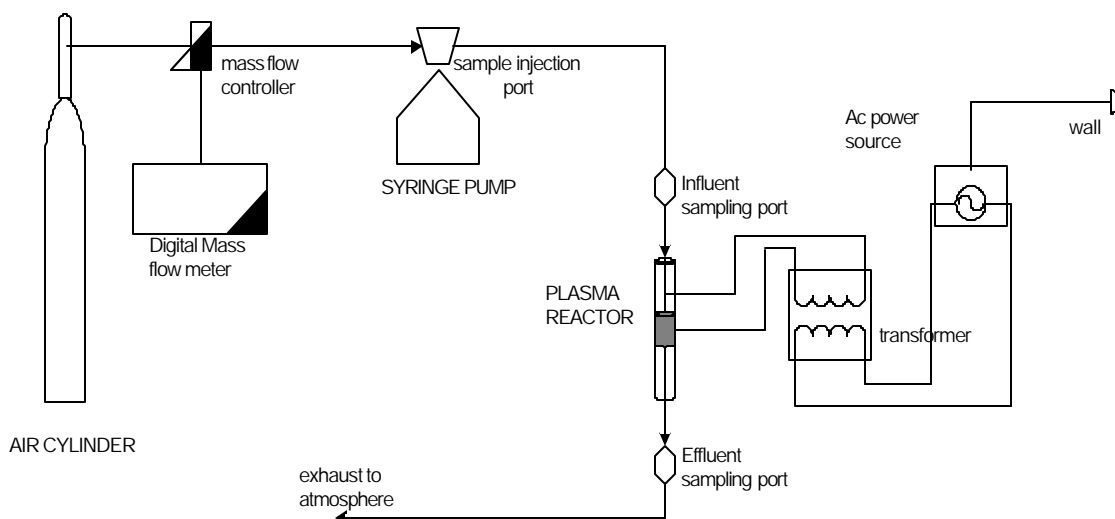 mass flow
controller
sample injection
port
Ac power
source
wall
SYRINGE PUMP
Influent
sampling port
Digital Mass
flow meter
PLASMA
REACTOR
transformer
AIR CYLINDER
Effluent
sampling port
exhaust to
atmosphere